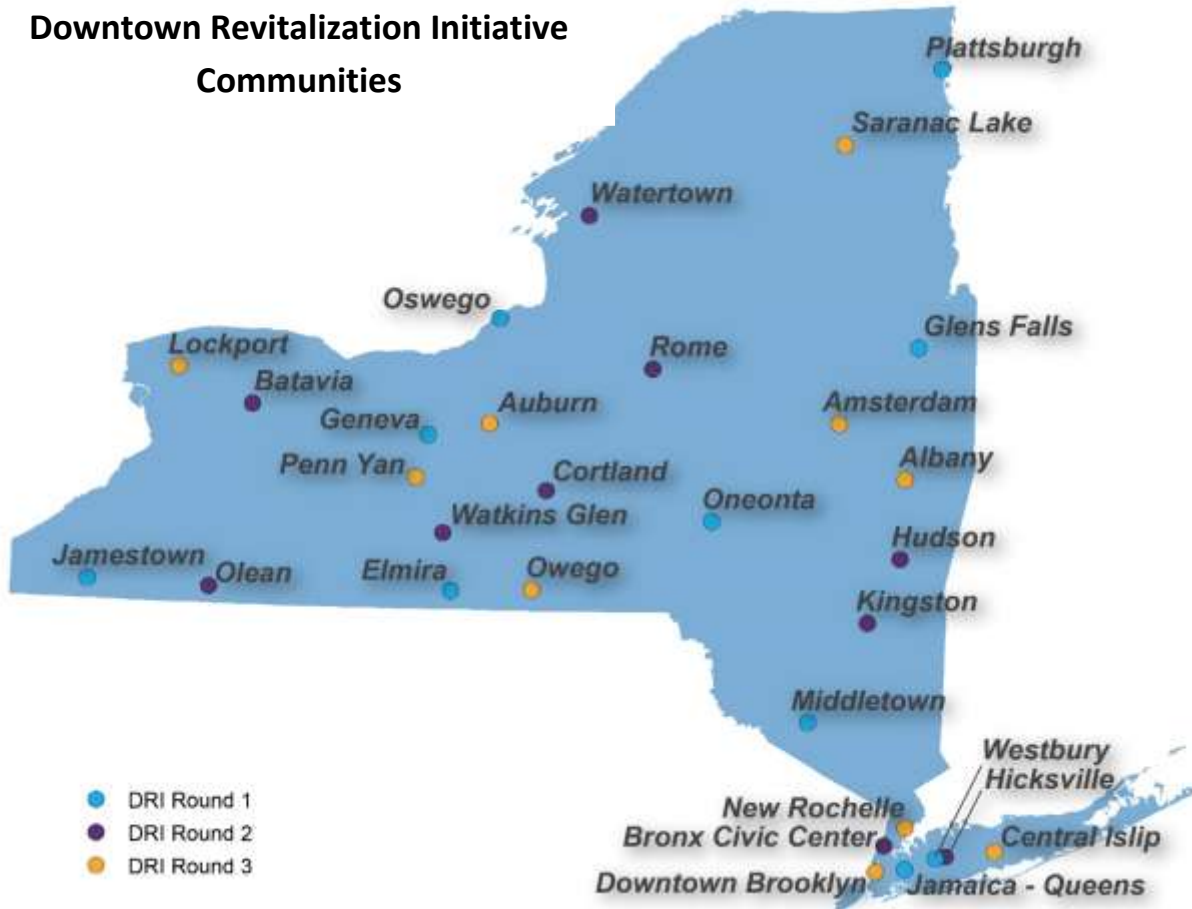 Downtown Revitalization Initiative
Communities
Plattsburgh
Saranac Lake
Watertown
Oswego
Glens Falls
Lockport
Rome
Batavia
Auburn
Amsterdam
Geneva
Penn Yan
Albany
Cortland
Oneonta
Watkins Glen
Hudson
Jamestown
Olean
Elmira
Owego
Kingston
Middletown
Westbury
Hicksville
DRI Round 1
New Rochelle
DRI Round 2
Bronx Civic Center
Central Islip
DRI Round 3
Downtown Brooklyn
Jamaica - Queens